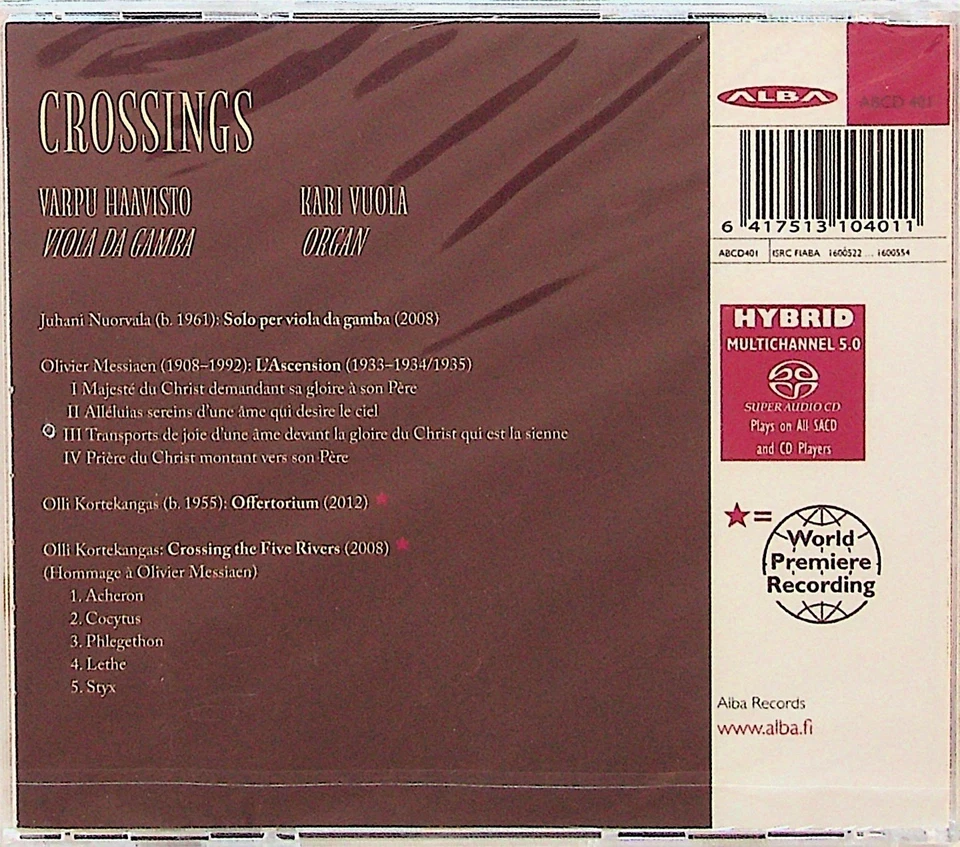 CROSSINGS
VARPU HAAVISTO
VIOLA DA GAMBA
KARI VUOLA
ORGAN
Juhani Nuorvala (b. 1961): Solo per viola da gamba (2008)
Olivier Messiaen (1908–1992): L'Ascension (1933–1934/1935)
I Majesté du Christ demandant sa gloire à son Père
II Alléluias sereins d'une âme qui desire le ciel
III Transports de joie d'une âme devant la gloire du Christ qui est la sienne
IV Prière du Christ montant vers son Père
Olli Kortekangas (b. 1955): Offertorium (2012) ★
Olli Kortekangas: Crossing the Five Rivers (2008) ★
(Hommage à Olivier Messiaen)
1. Acheron
2. Cocytus
3. Phlegethon
4. Lethe
5. Styx
ALBA
ABCD 401
6 417513 104011
ABCD401
ISRC FIABA 1600522 ... 1600554
HYBRID
MULTICHANNEL 5.0
SUPER AUDIO CD
Plays on All SACD
and CD Players
★ =
World
Premiere
Recording
Alba Records
www.alba.fi